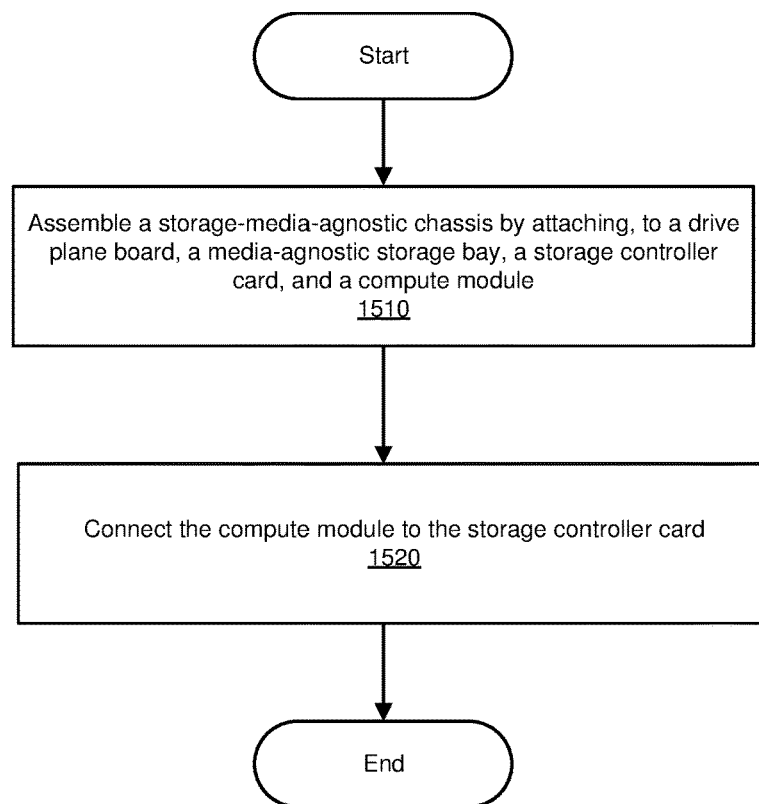 Start
Assemble a storage-media-agnostic chassis by attaching, to a drive
plane board, a media-agnostic storage bay, a storage controller
card, and a compute module
1510
Connect the compute module to the storage controller card
1520
End